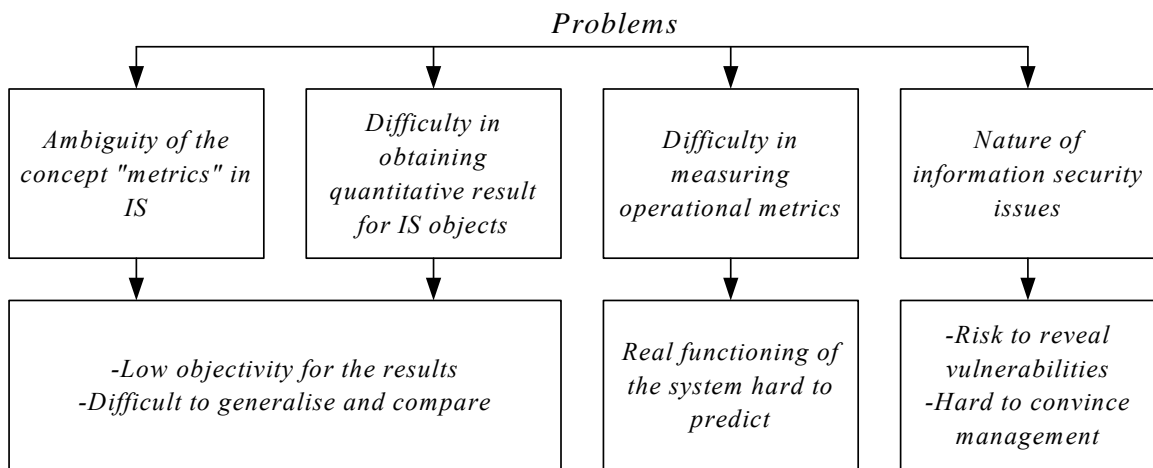 Problems
Ambiguity of the
concept "metrics" in
IS
Difficulty in
obtaining
quantitative result
for IS objects
Difficulty in
measuring
operational metrics
Nature of
information security
issues
-Low objectivity for the results
-Difficult to generalise and compare
Real functioning of
the system hard to
predict
-Risk to reveal
vulnerabilities
-Hard to convince
management